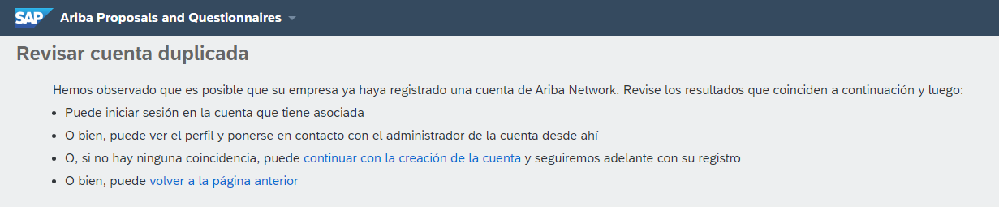 SAP Ariba Proposals and Questionnaires
Revisar cuenta duplicada
Hemos observado que es posible que su empresa ya haya registrado una cuenta de Ariba Network. Revise los resultados que coinciden a continuación y luego:
• Puede iniciar sesión en la cuenta que tiene asociada
• O bien, puede ver el perfil y ponerse en contacto con el administrador de la cuenta desde ahí
• O, si no hay ninguna coincidencia, puede continuar con la creación de la cuenta y seguiremos adelante con su registro
• O bien, puede volver a la página anterior